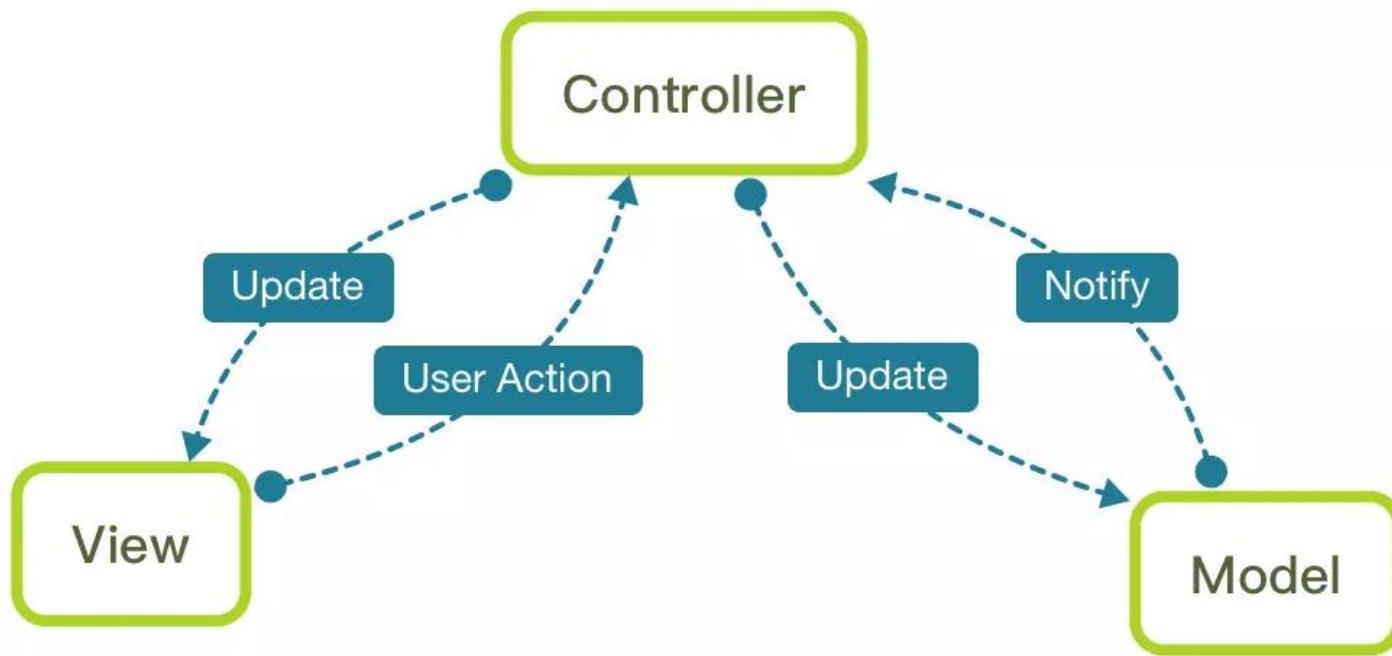 Controller
Update
Notify
User Action
Update
View
Model